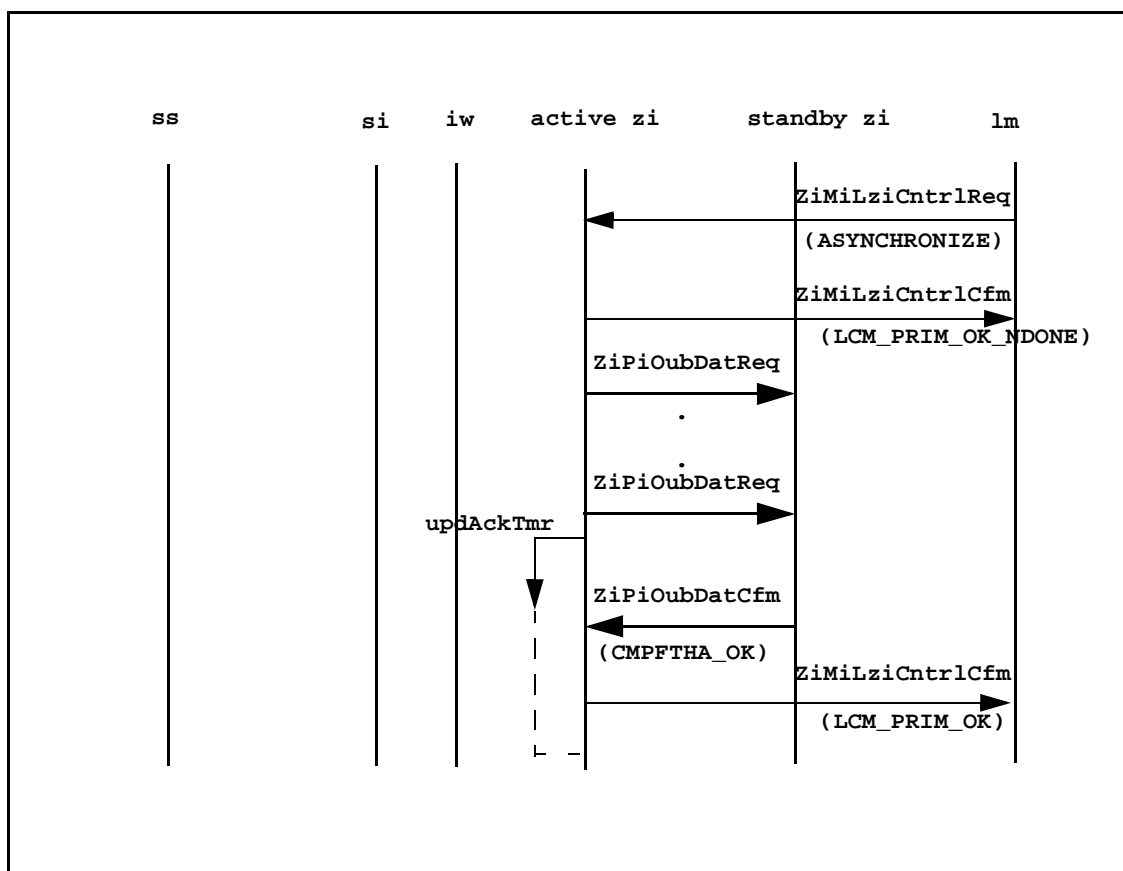 ss si iw active zi standby zi lm
ZiMiLziCntrlReq
(ASYNCHRONIZE)
ZiMiLziCntrlCfm
(LCM_PRIM_OK_NDONE)
ZiPiOubDatReq
.
.
ZiPiOubDatReq
updAckTmr
ZiPiOubDatCfm
(CMPFTHA_OK)
ZiMiLziCntrlCfm
(LCM_PRIM_OK)